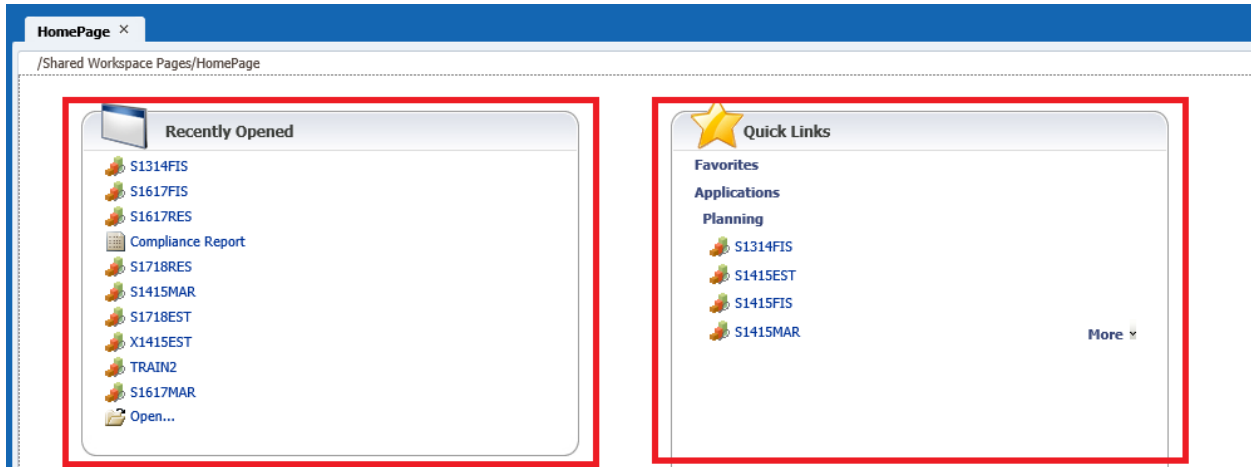 HomePage ×
/Shared Workspace Pages/HomePage
Recently Opened
S1314FIS
S1617FIS
S1617RES
Compliance Report
S1718RES
S1415MAR
S1718EST
X1415EST
TRAIN2
S1617MAR
Open...
Quick Links
Favorites
Applications
Planning
S1314FIS
S1415EST
S1415FIS
S1415MAR
More